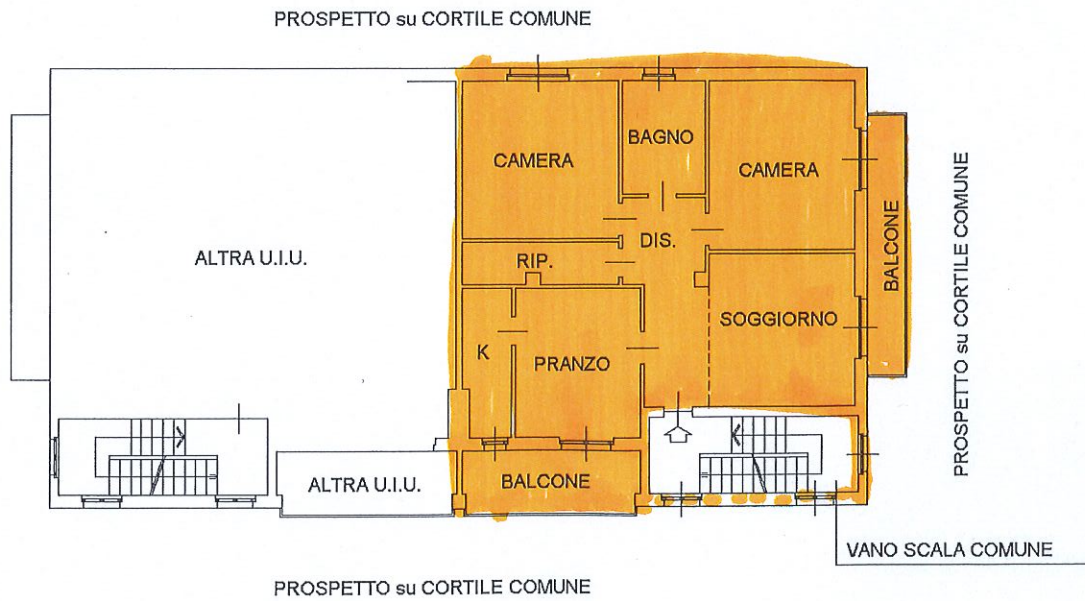 PROSPETTO su CORTILE COMUNE
CAMERA
BAGNO
CAMERA
BALCONE
PROSPETTO su CORTILE COMUNE
ALTRA U.I.U.
DIS.
RIP.
SOGGIORNO
K
PRANZO
ALTRA U.I.U.
BALCONE
VANO SCALA COMUNE
PROSPETTO su CORTILE COMUNE